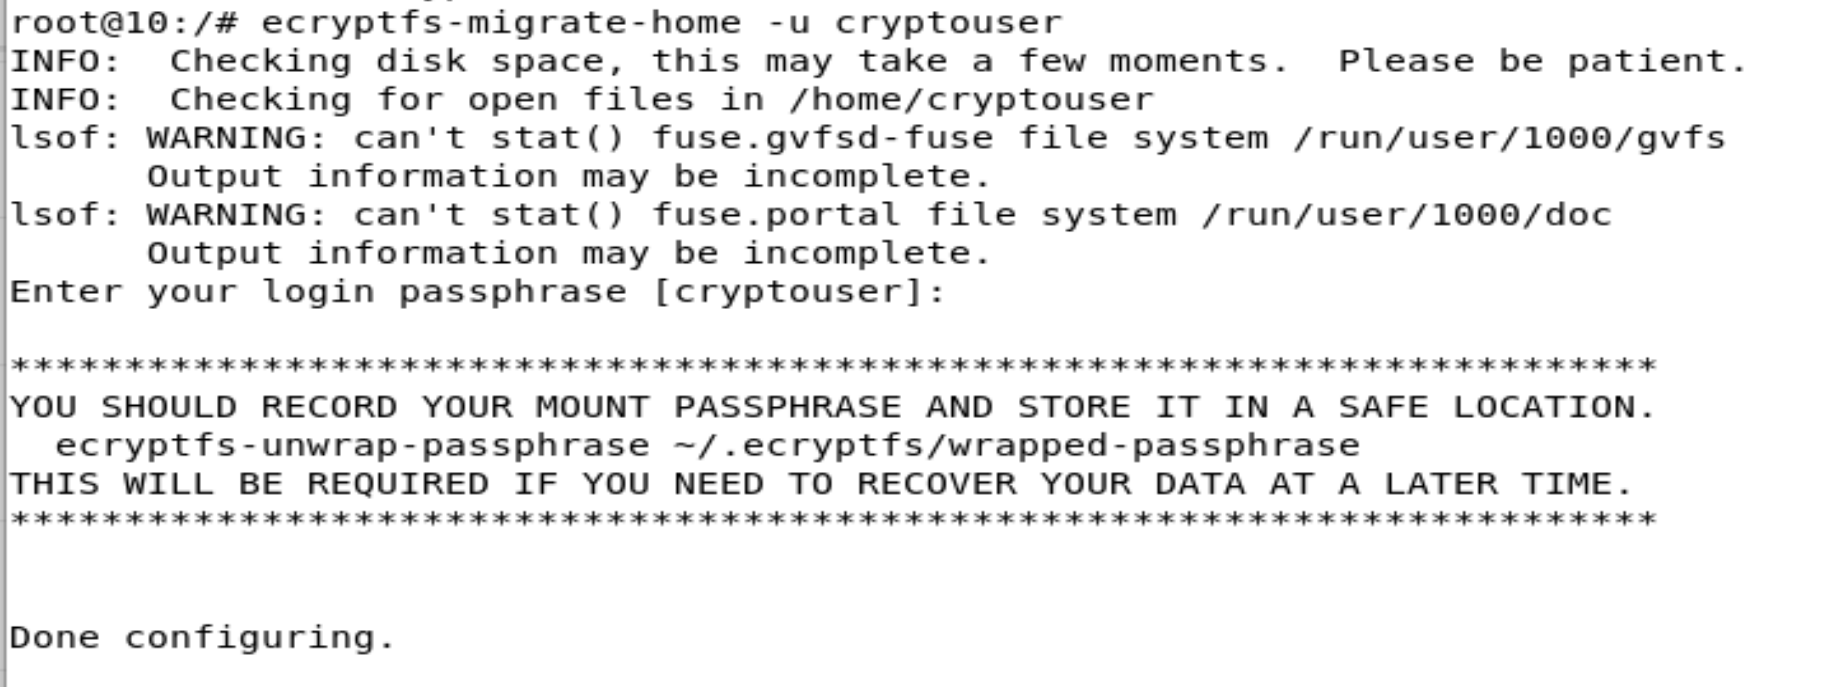 root@10:/# ecryptfs-migrate-home -u cryptouser
INFO:  Checking disk space, this may take a few moments.  Please be patient.
INFO:  Checking for open files in /home/cryptouser
lsof: WARNING: can't stat() fuse.gvfsd-fuse file system /run/user/1000/gvfs
      Output information may be incomplete.
lsof: WARNING: can't stat() fuse.portal file system /run/user/1000/doc
      Output information may be incomplete.
Enter your login passphrase [cryptouser]:
************************************************************************
YOU SHOULD RECORD YOUR MOUNT PASSPHRASE AND STORE IT IN A SAFE LOCATION.
  ecryptfs-unwrap-passphrase ~/.ecryptfs/wrapped-passphrase
THIS WILL BE REQUIRED IF YOU NEED TO RECOVER YOUR DATA AT A LATER TIME.
************************************************************************
Done configuring.